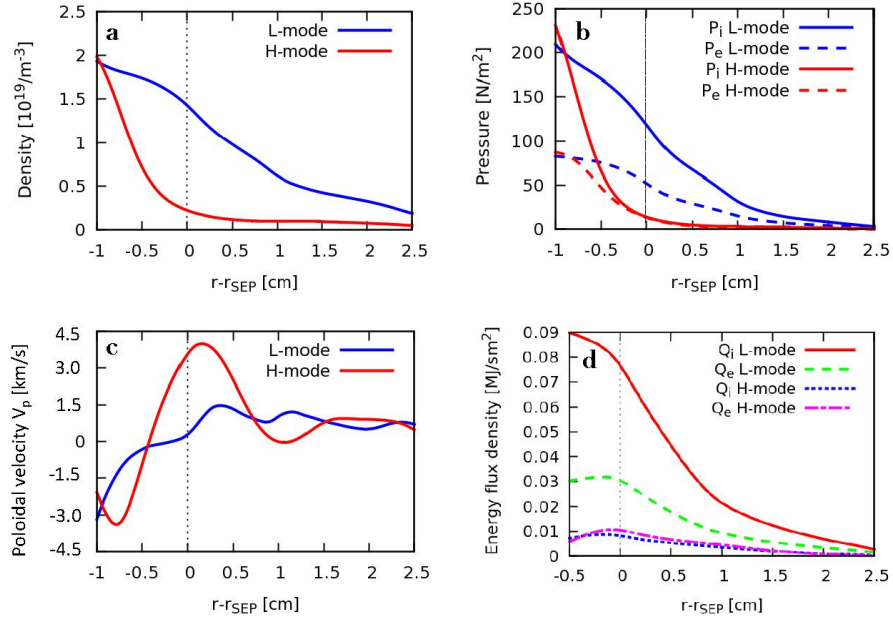 a
L-mode
H-mode
Density [10^19/m^-3]
2.5
2
1.5
1
0.5
0
-1 -0.5 0 0.5 1 1.5 2 2.5
r-r_SEP [cm]
b
P_i L-mode
P_e L-mode
P_i H-mode
P_e H-mode
Pressure [N/m^2]
250
200
150
100
50
0
-1 -0.5 0 0.5 1 1.5 2 2.5
r-r_SEP [cm]
c
L-mode
H-mode
Poloidal velocity V_p [km/s]
4.5
3.0
1.5
0
-1.5
-3.0
-4.5
-1 -0.5 0 0.5 1 1.5 2 2.5
r-r_SEP [cm]
d
Q_i L-mode
Q_e L-mode
Q_i H-mode
Q_e H-mode
Energy flux density [MJ/sm^2]
0.09
0.08
0.07
0.06
0.05
0.04
0.03
0.02
0.01
0
-0.5 0 0.5 1 1.5 2 2.5
r-r_SEP [cm]